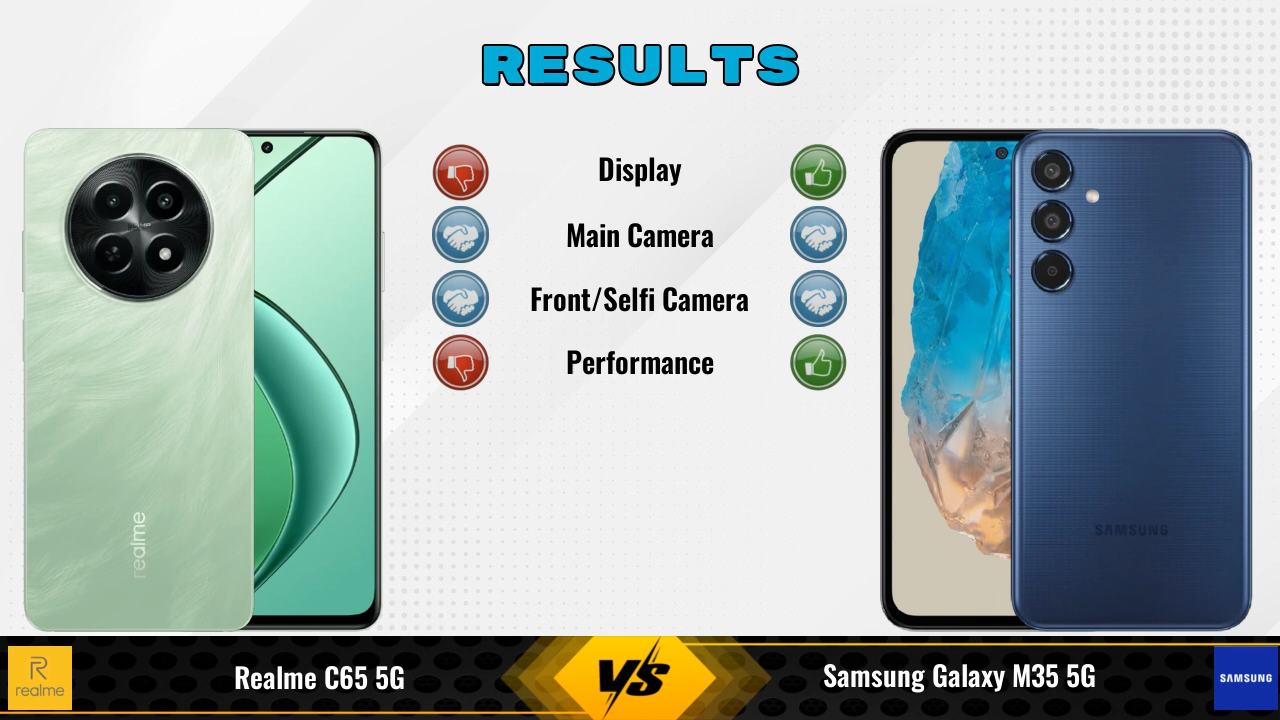 RESULTS
Display
Main Camera
Front/Selfi Camera
Performance
realme
SAMSUNG
R
realme
Realme C65 5G
VS
Samsung Galaxy M35 5G
SAMSUNG